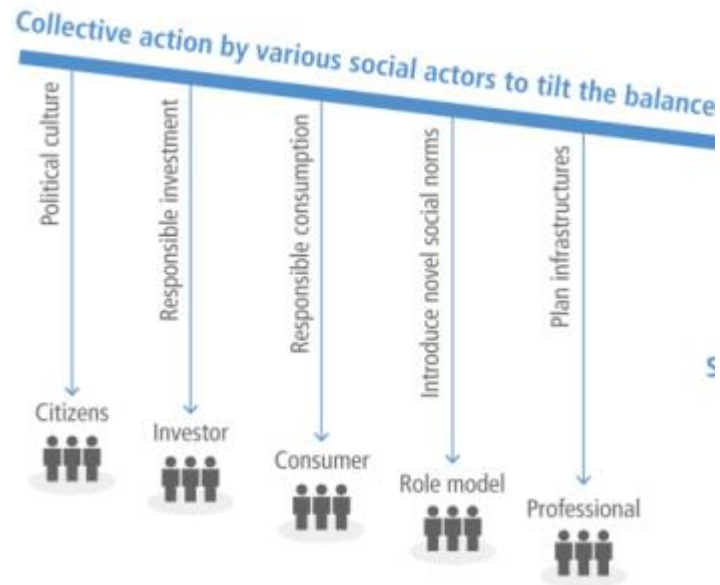 Collective action by various social actors to tilt the balance
Political culture
Responsible investment
Responsible consumption
Introduce novel social norms
Plan infrastructures
Citizens
Investor
Consumer
Role model
Professional